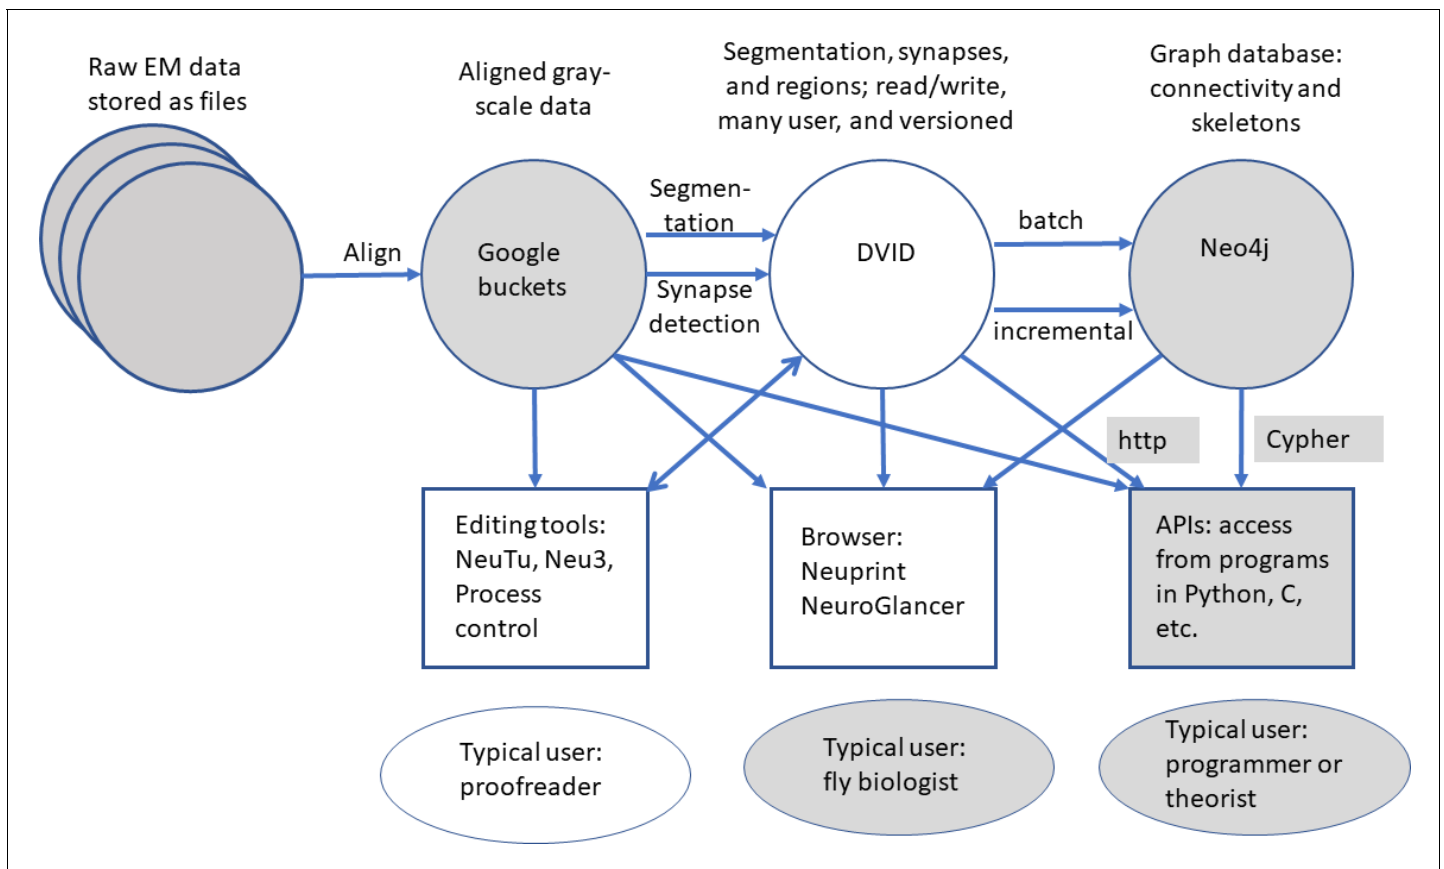 Raw EM data
stored as files
Aligned gray-
scale data
Segmentation, synapses,
and regions; read/write,
many user, and versioned
Graph database:
connectivity and
skeletons
Align
Google
buckets
Segmen-
tation
Synapse
detection
DVID
batch
incremental
Neo4j
http
Cypher
Editing tools:
NeuTu, Neu3,
Process
control
Browser:
Neuprint
NeuroGlancer
APIs: access
from programs
in Python, C,
etc.
Typical user:
proofreader
Typical user:
fly biologist
Typical user:
programmer or
theorist